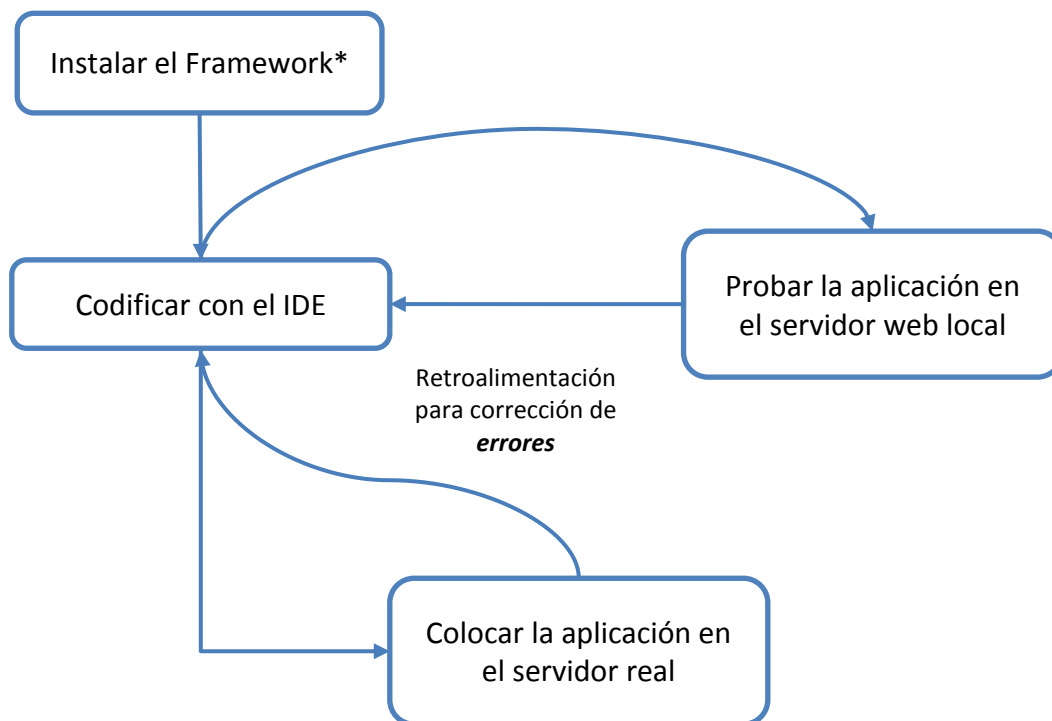 Instalar el Framework*
Codificar con el IDE
Probar la aplicación en
el servidor web local
Retroalimentación
para corrección de
errores
Colocar la aplicación en
el servidor real